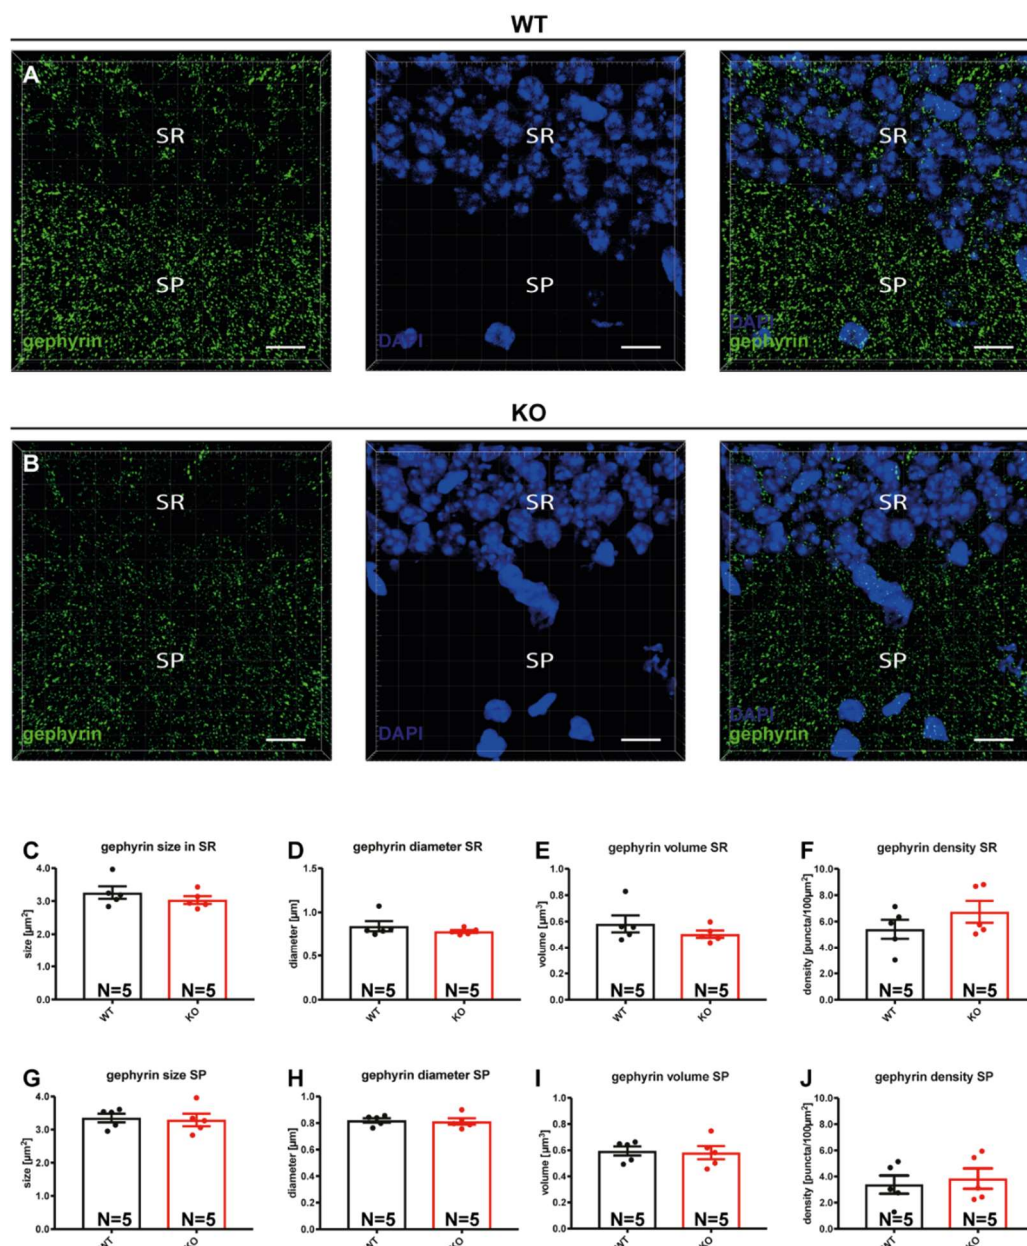 WT
A
SR
SP
gephyrin
SR
SP
DAPI
SR
SP
DAPI
gephyrin
KO
B
SR
SP
gephyrin
SR
SP
DAPI
SR
SP
DAPI
gephyrin
C
gephyrin size in SR
size [µm²]
4.0
3.0
2.0
1.0
0.0
N=5
N=5
WT
KO
D
gephyrin diameter SR
diameter [µm]
1.5
1.0
0.5
0.0
N=5
N=5
WT
KO
E
gephyrin volume SR
volume [µm³]
1.0
0.8
0.6
0.4
0.2
0.0
N=5
N=5
WT
KO
F
gephyrin density SR
density [puncta/100µm²]
10.0
8.0
6.0
4.0
2.0
0.0
N=5
N=5
WT
KO
G
gephyrin size SP
size [µm²]
4.0
3.0
2.0
1.0
0.0
N=5
N=5
WT
KO
H
gephyrin diameter SP
diameter [µm]
1.0
0.8
0.6
0.4
0.2
0.0
N=5
N=5
WT
KO
I
gephyrin volume SP
volume [µm³]
1.0
0.8
0.6
0.4
0.2
0.0
N=5
N=5
WT
KO
J
gephyrin density SP
density [puncta/100µm²]
10.0
8.0
6.0
4.0
2.0
0.0
N=5
N=5
WT
KO